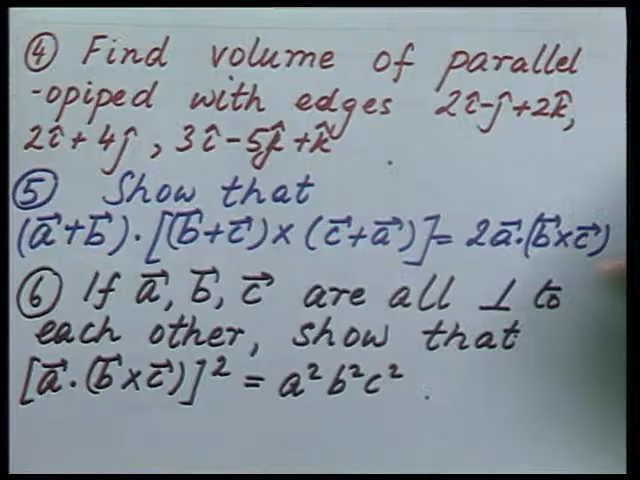 ④ Find volume of parallel
-opiped with edges 2î-ĵ+2k̂,
2î+4ĵ, 3î-5ĵ+k̂
⑤ Show that
(a⃗+b⃗)·[(b⃗+c⃗)×(c⃗+a⃗)]=2a⃗·(b⃗×c⃗)
⑥ If a⃗, b⃗, c⃗ are all ⊥ to
each other, show that
[a⃗·(b⃗×c⃗)]² = a²b²c².